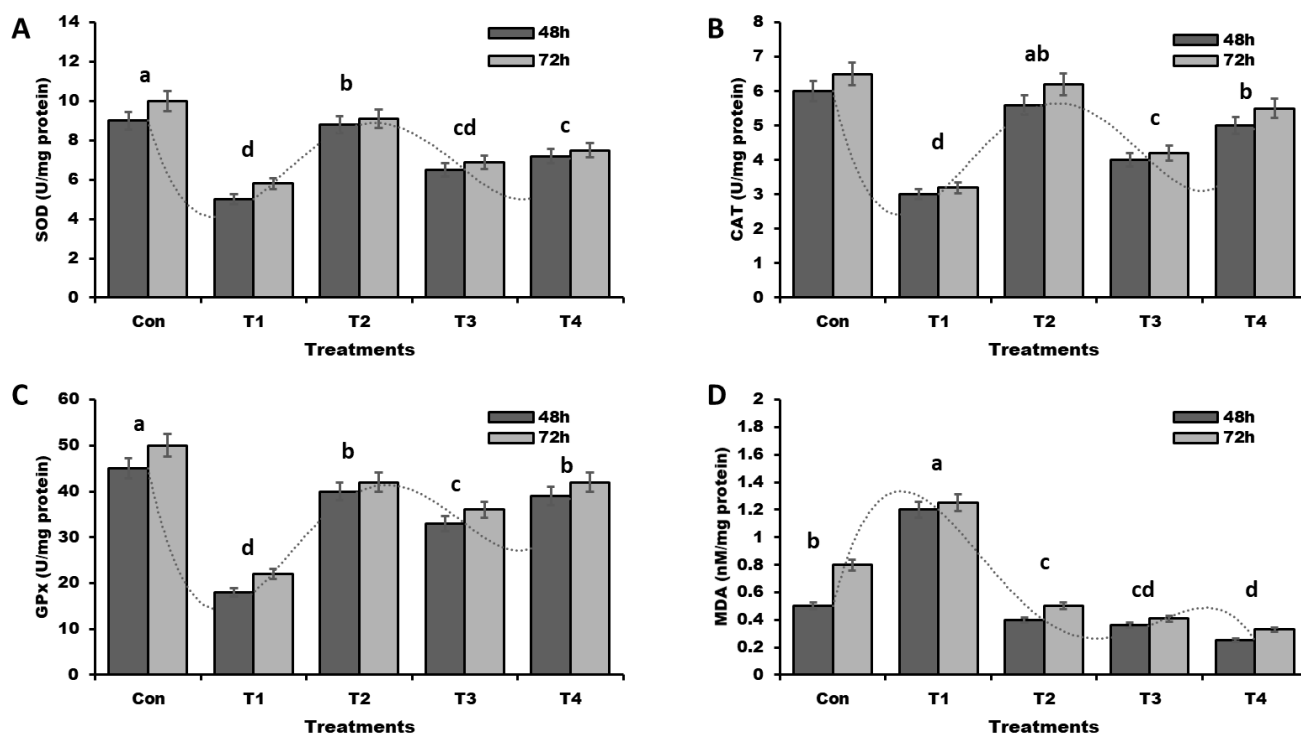 A
SOD (U/mg protein)
14
12
10
8
6
4
2
0
48h
72h
a
d
b
cd
c
Con
T1
T2
T3
T4
Treatments
B
CAT (U/mg protein)
8
7
6
5
4
3
2
1
0
48h
72h
a
d
ab
c
b
Con
T1
T2
T3
T4
Treatments
C
GPx (U/mg protein)
60
50
40
30
20
10
0
48h
72h
a
d
b
c
b
Con
T1
T2
T3
T4
Treatments
D
MDA (nM/mg protein)
2
1.8
1.6
1.4
1.2
1
0.8
0.6
0.4
0.2
0
48h
72h
b
a
c
cd
d
Con
T1
T2
T3
T4
Treatments